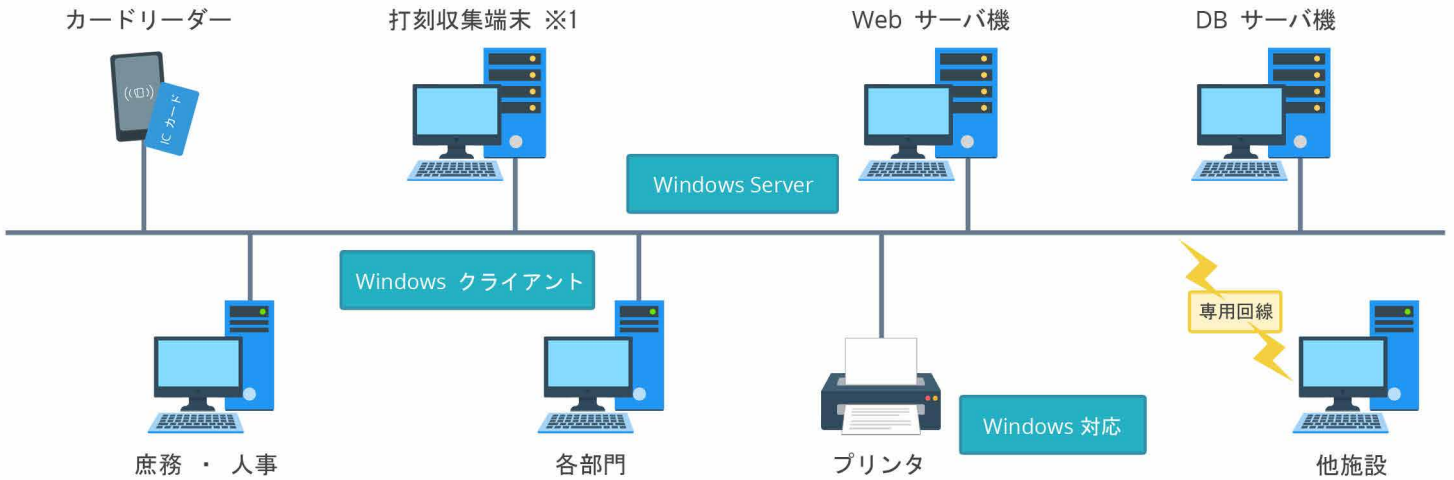 カードリーダー
打刻収集端末 ※1
Web サーバ機
DB サーバ機
IC カード
Windows Server
Windows クライアント
専用回線
Windows 対応
庶務 ・ 人事
各部門
プリンタ
他施設